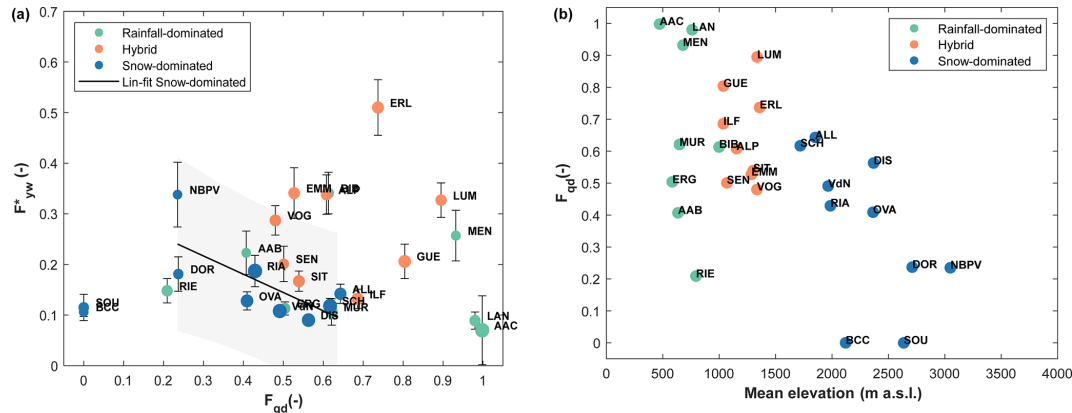 (a)
Rainfall-dominated
Hybrid
Snow-dominated
Lin-fit Snow-dominated
0.7
0.6
0.5
0.4
0.3
0.2
0.1
0
F*yw (-)
ERL
NBPV
EMM
BIB
ALP
LUM
VOG
MEN
AAB
SEN
GUE
RIA
DOR
SIT
RIE
ALL
ILF
OVA
SCH
SOU
BCC
ERG
VdN
MUR
DIS
LAN
AAC
0 0.1 0.2 0.3 0.4 0.5 0.6 0.7 0.8 0.9 1
Fqd(-)
(b)
Rainfall-dominated
Hybrid
Snow-dominated
1
0.9
0.8
0.7
0.6
0.5
0.4
0.3
0.2
0.1
0
Fqd(-)
AAC
LAN
MEN
LUM
GUE
ERL
ILF
MUR
BIB
ALP
SCH
ALL
DIS
SIT
EMM
ERG
SEN
VOG
VdN
RIA
AAB
OVA
RIE
DOR
NBPV
BCC
SOU
0 500 1000 1500 2000 2500 3000 3500 4000
Mean elevation (m a.s.l.)